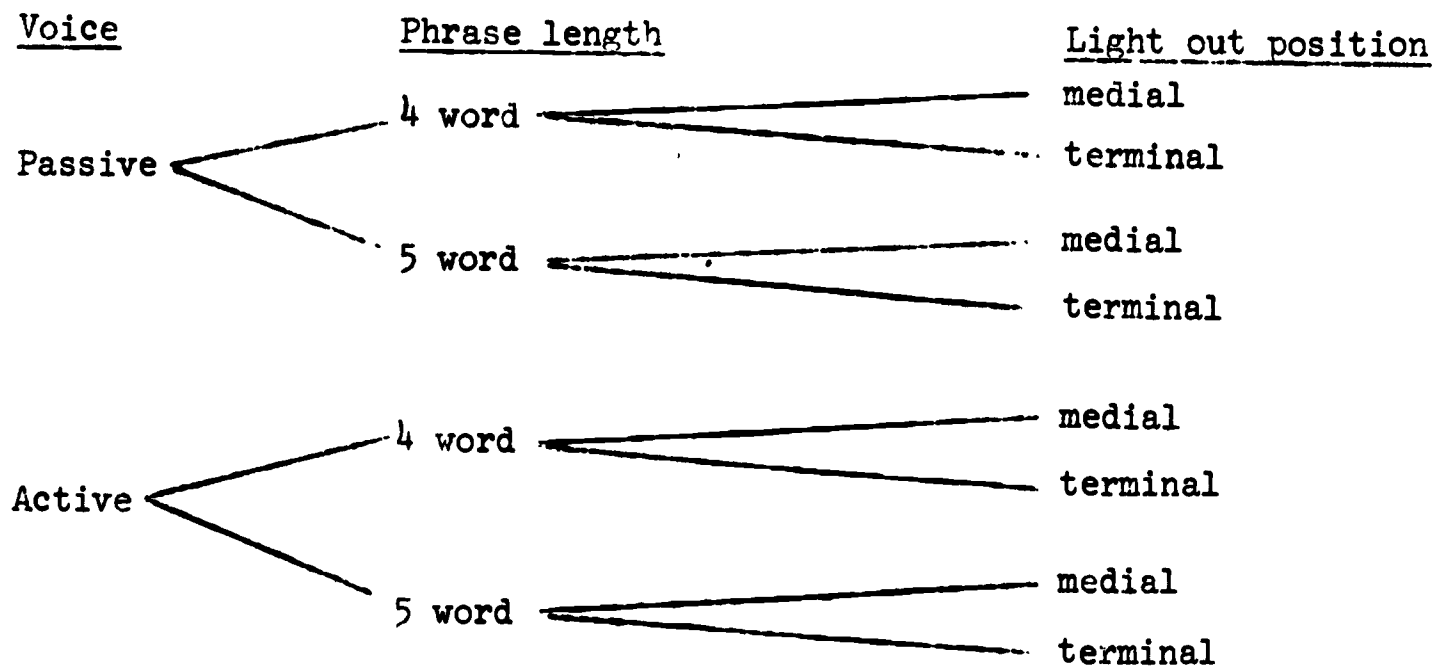 Voice Phrase length Light out position
medial
4 word
terminal
Passive
medial
5 word
terminal
medial
4 word
terminal
Active
medial
5 word
terminal